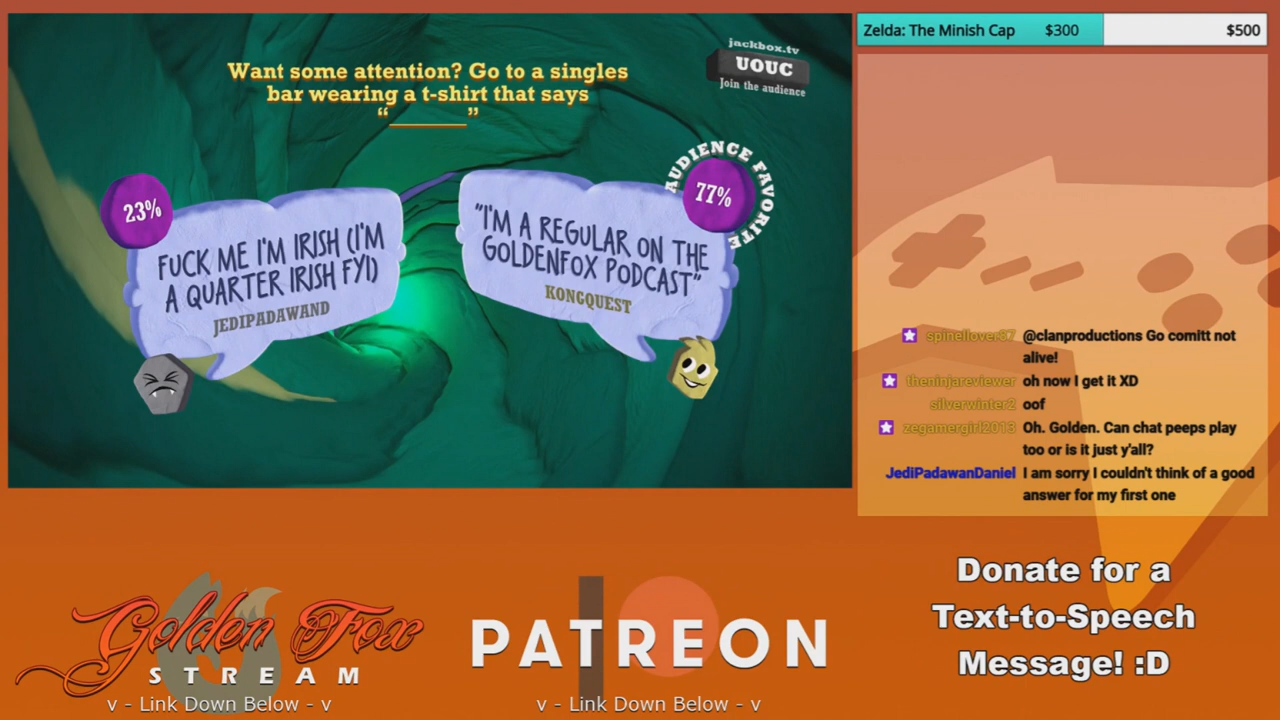 Zelda: The Minish Cap $300 $500
jackbox.tv
UOUC
Join the audience
Want some attention? Go to a singles
bar wearing a t-shirt that says
“________”
23%
FUCK ME I'M IRISH (I'M
A QUARTER IRISH FYI)
JEDIPADAWAND
AUDIENCE FAVORITE
77%
"I'M A REGULAR ON THE
GOLDENFOX PODCAST"
KONGQUEST
spinellover87 @clanproductions Go comitt not
alive!
theninjareviewer oh now I get it XD
silverwinter2 oof
zegamergirl2013 Oh. Golden. Can chat peeps play
too or is it just y'all?
JediPadawanDaniel I am sorry I couldn't think of a good
answer for my first one
Golden Fox
STREAM
v - Link Down Below - v
PATREON
v - Link Down Below - v
Donate for a
Text-to-Speech
Message! :D